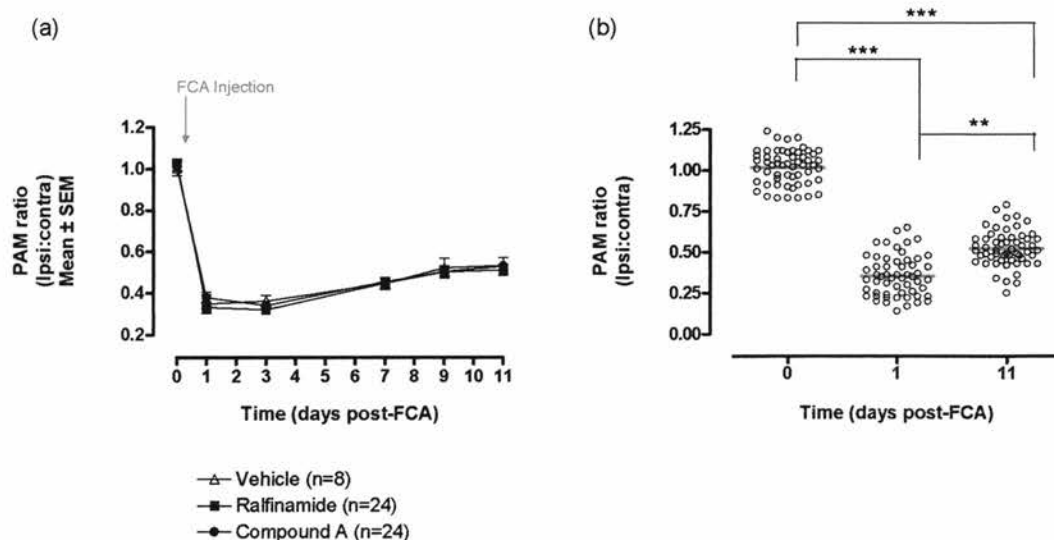 (a)
FCA Injection
1.2
1.0
0.8
0.6
0.4
0.2
PAM ratio
(Ipsi:contra)
Mean ± SEM
0 1 2 3 4 5 6 7 8 9 10 11
Time (days post-FCA)
Vehicle (n=8)
Ralfinamide (n=24)
Compound A (n=24)
(b)
***
***
**
1.25
1.00
0.75
0.50
0.25
0.00
PAM ratio
(Ipsi:contra)
0 1 11
Time (days post-FCA)